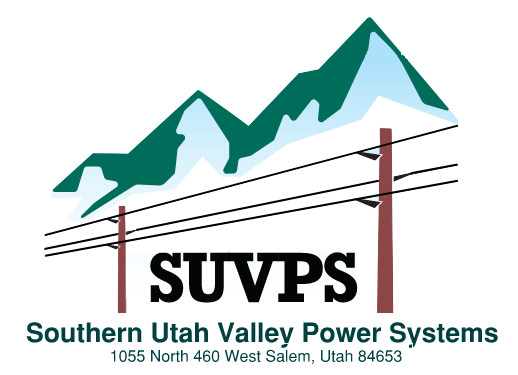 SUVPS
Southern Utah Valley Power Systems
1055 North 460 West Salem, Utah 84653